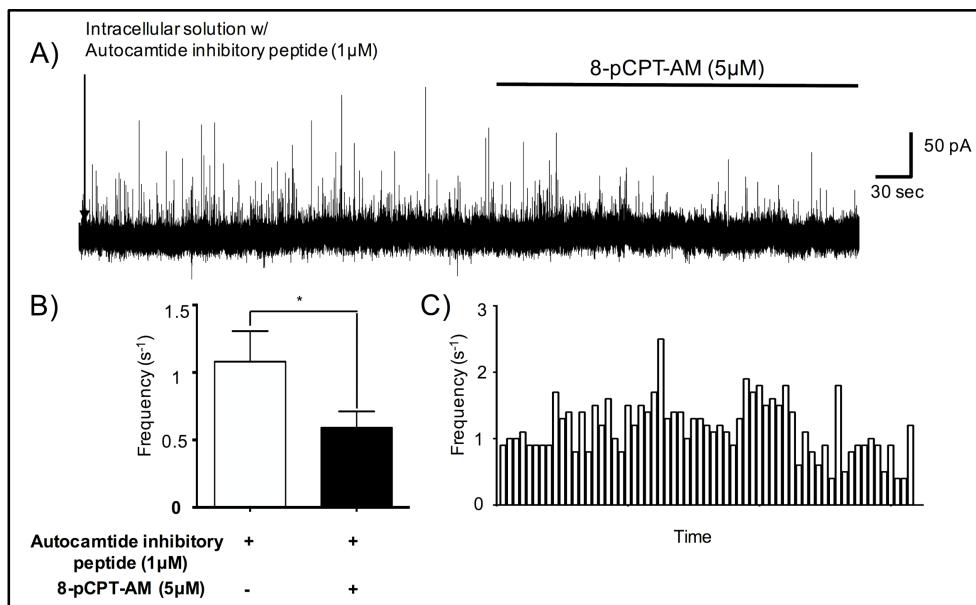 A)
Intracellular solution w/
Autocamtide inhibitory peptide (1µM)
8-pCPT-AM (5µM)
50 pA
30 sec
B)
Frequency (s-1)
1.5
1
0.5
0
*
Autocamtide inhibitory
peptide (1µM)
+ +
8-pCPT-AM (5µM)
- +
C)
Frequency (s-1)
3
2
1
0
Time